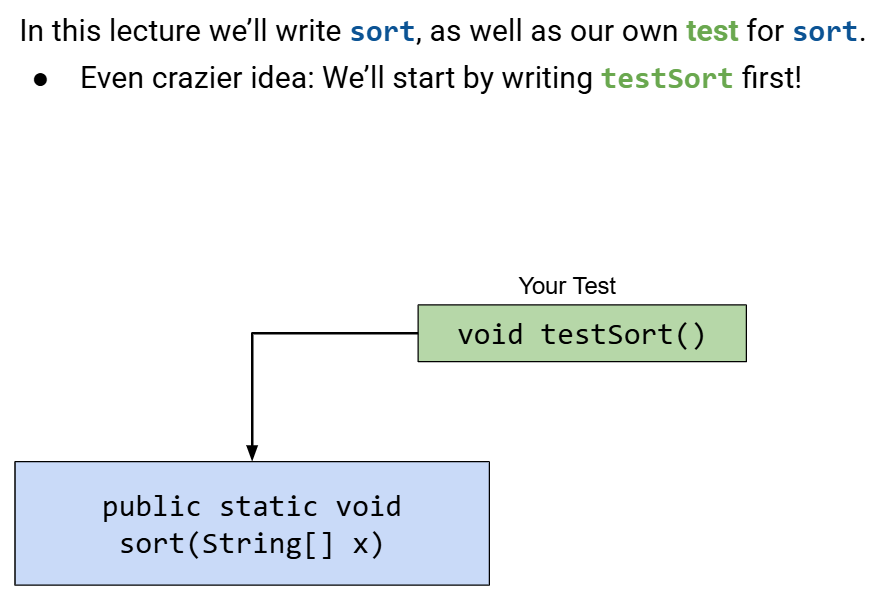 In this lecture we’ll write sort, as well as our own test for sort.
● Even crazier idea: We’ll start by writing testSort first!
Your Test
void testSort()
public static void
sort(String[] x)